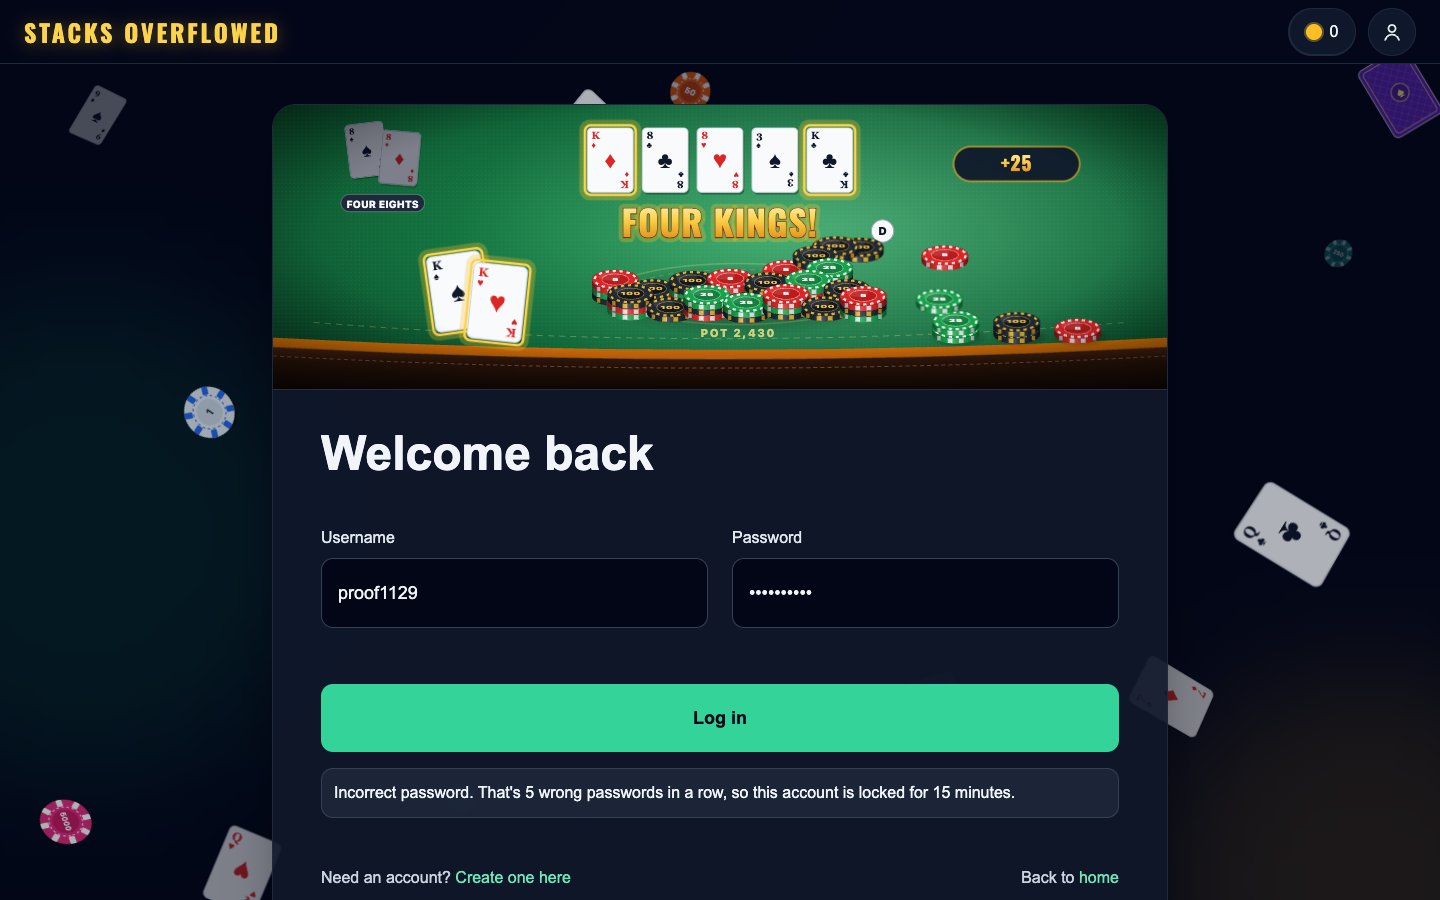 STACKS OVERFLOWED
0
+25
FOUR EIGHTS
FOUR KINGS!
D
POT 2,430
Welcome back
Username
Password
proof1129
••••••••••
Log in
Incorrect password. That's 5 wrong passwords in a row, so this account is locked for 15 minutes.
Need an account? Create one here
Back to home